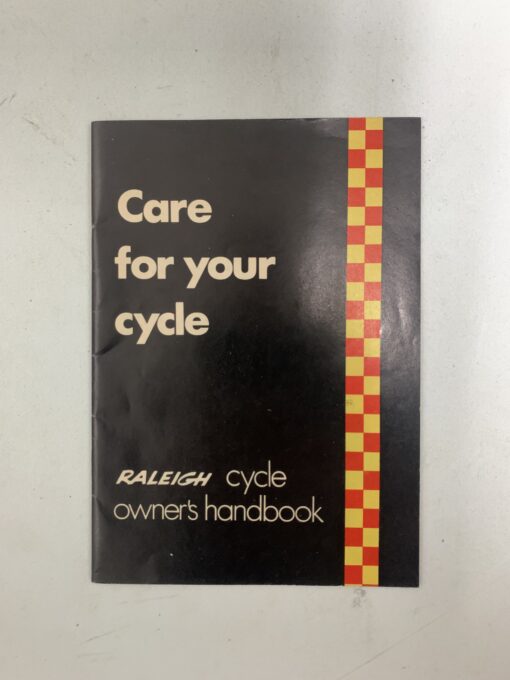 Care
for your
cycle
RALEIGH cycle
owner's handbook